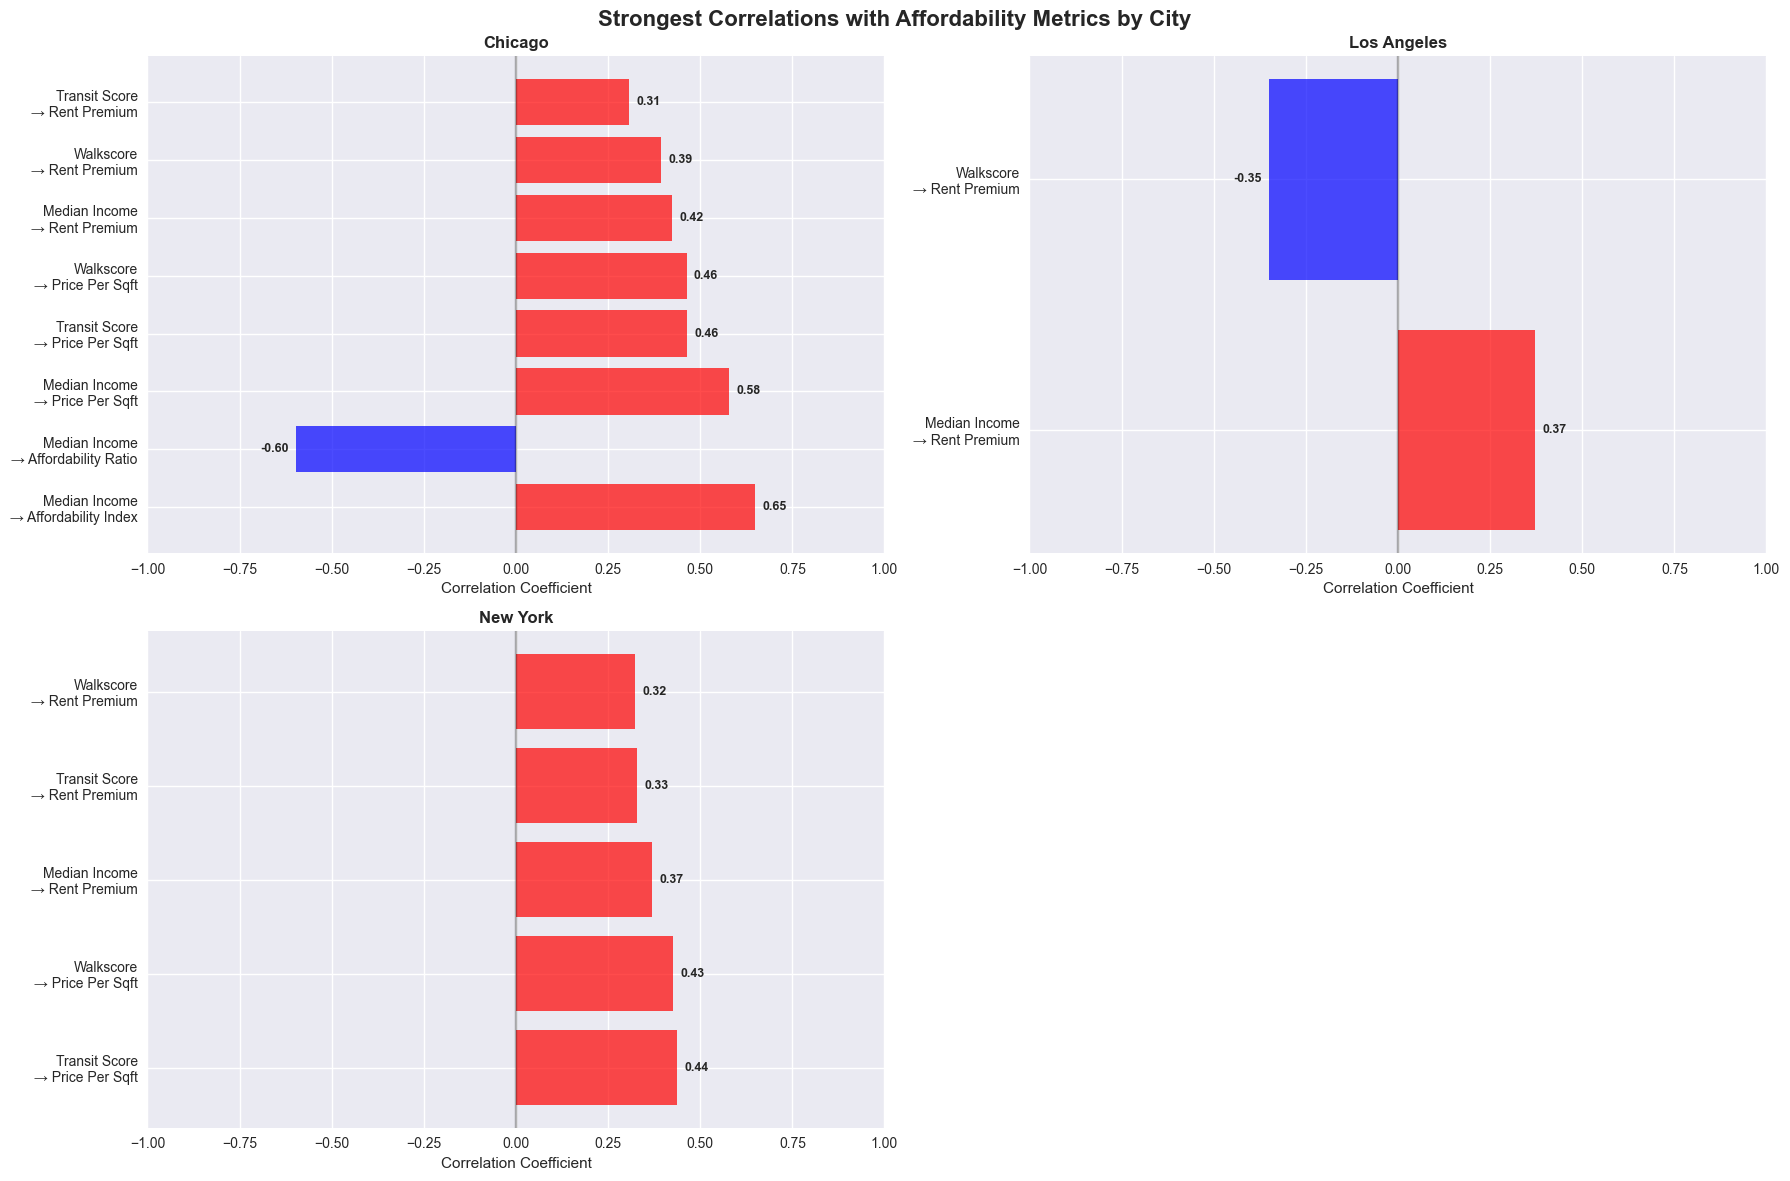 Strongest Correlations with Affordability Metrics by City
Chicago
Transit Score
→ Rent Premium
0.31
Walkscore
→ Rent Premium
0.39
Median Income
→ Rent Premium
0.42
Walkscore
→ Price Per Sqft
0.46
Transit Score
→ Price Per Sqft
0.46
Median Income
→ Price Per Sqft
0.58
Median Income
→ Affordability Ratio
-0.60
Median Income
→ Affordability Index
0.65
−1.00 −0.75 −0.50 −0.25 0.00 0.25 0.50 0.75 1.00
Correlation Coefficient
Los Angeles
Walkscore
→ Rent Premium
-0.35
Median Income
→ Rent Premium
0.37
−1.00 −0.75 −0.50 −0.25 0.00 0.25 0.50 0.75 1.00
Correlation Coefficient
New York
Walkscore
→ Rent Premium
0.32
Transit Score
→ Rent Premium
0.33
Median Income
→ Rent Premium
0.37
Walkscore
→ Price Per Sqft
0.43
Transit Score
→ Price Per Sqft
0.44
−1.00 −0.75 −0.50 −0.25 0.00 0.25 0.50 0.75 1.00
Correlation Coefficient